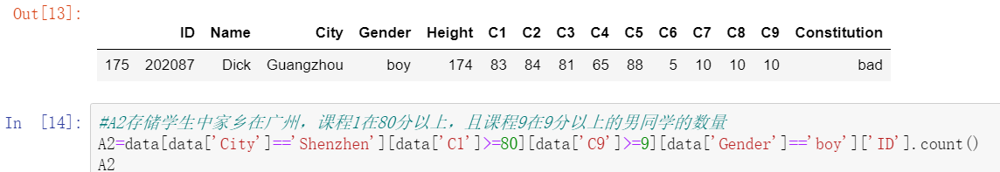 Out[13]:
ID Name City Gender Height C1 C2 C3 C4 C5 C6 C7 C8 C9 Constitution
175 202087 Dick Guangzhou boy 174 83 84 81 65 88 5 10 10 10 bad
In [14]: #A2存储学生中家乡在广州，课程1在80分以上，且课程9在9分以上的男同学的数量
A2=data[data['City']=='Shenzhen'][data['C1']>=80][data['C9']>=9][data['Gender']=='boy']['ID'].count()
A2